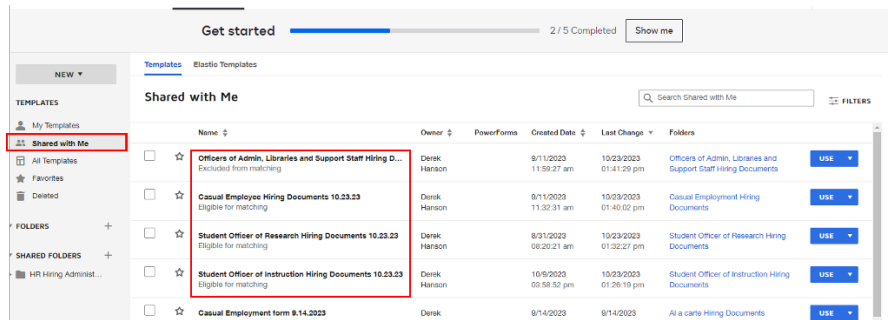 Get started
2 / 5 Completed
Show me
NEW
Templates
Elastic Templates
TEMPLATES
My Templates
Shared with Me
All Templates
Favorites
Deleted
FOLDERS
SHARED FOLDERS
HR Hiring Administ...
Shared with Me
Search Shared with Me
FILTERS
Name
Owner
PowerForms
Created Date
Last Change
Folders
Officers of Admin, Libraries and Support Staff Hiring D...
Excluded from matching
Derek
Hanson
9/11/2023
11:59:27 am
10/23/2023
01:41:29 pm
Officers of Admin, Libraries and
Support Staff Hiring Documents
USE
Casual Employee Hiring Documents 10.23.23
Eligible for matching
Derek
Hanson
9/11/2023
11:32:31 am
10/23/2023
01:40:02 pm
Casual Employment Hiring
Documents
USE
Student Officer of Research Hiring Documents 10.23.23
Eligible for matching
Derek
Hanson
8/31/2023
08:20:21 am
10/23/2023
01:32:27 pm
Student Officer of Research Hiring
Documents
USE
Student Officer of Instruction Hiring Documents 10.23.23
Eligible for matching
Derek
Hanson
10/9/2023
03:58:52 pm
10/23/2023
01:26:19 pm
Student Officer of Instruction Hiring
Documents
USE
Casual Employment form 9.14.2023
Derek
9/14/2023
9/14/2023
Al a carte Hiring Documents
USE